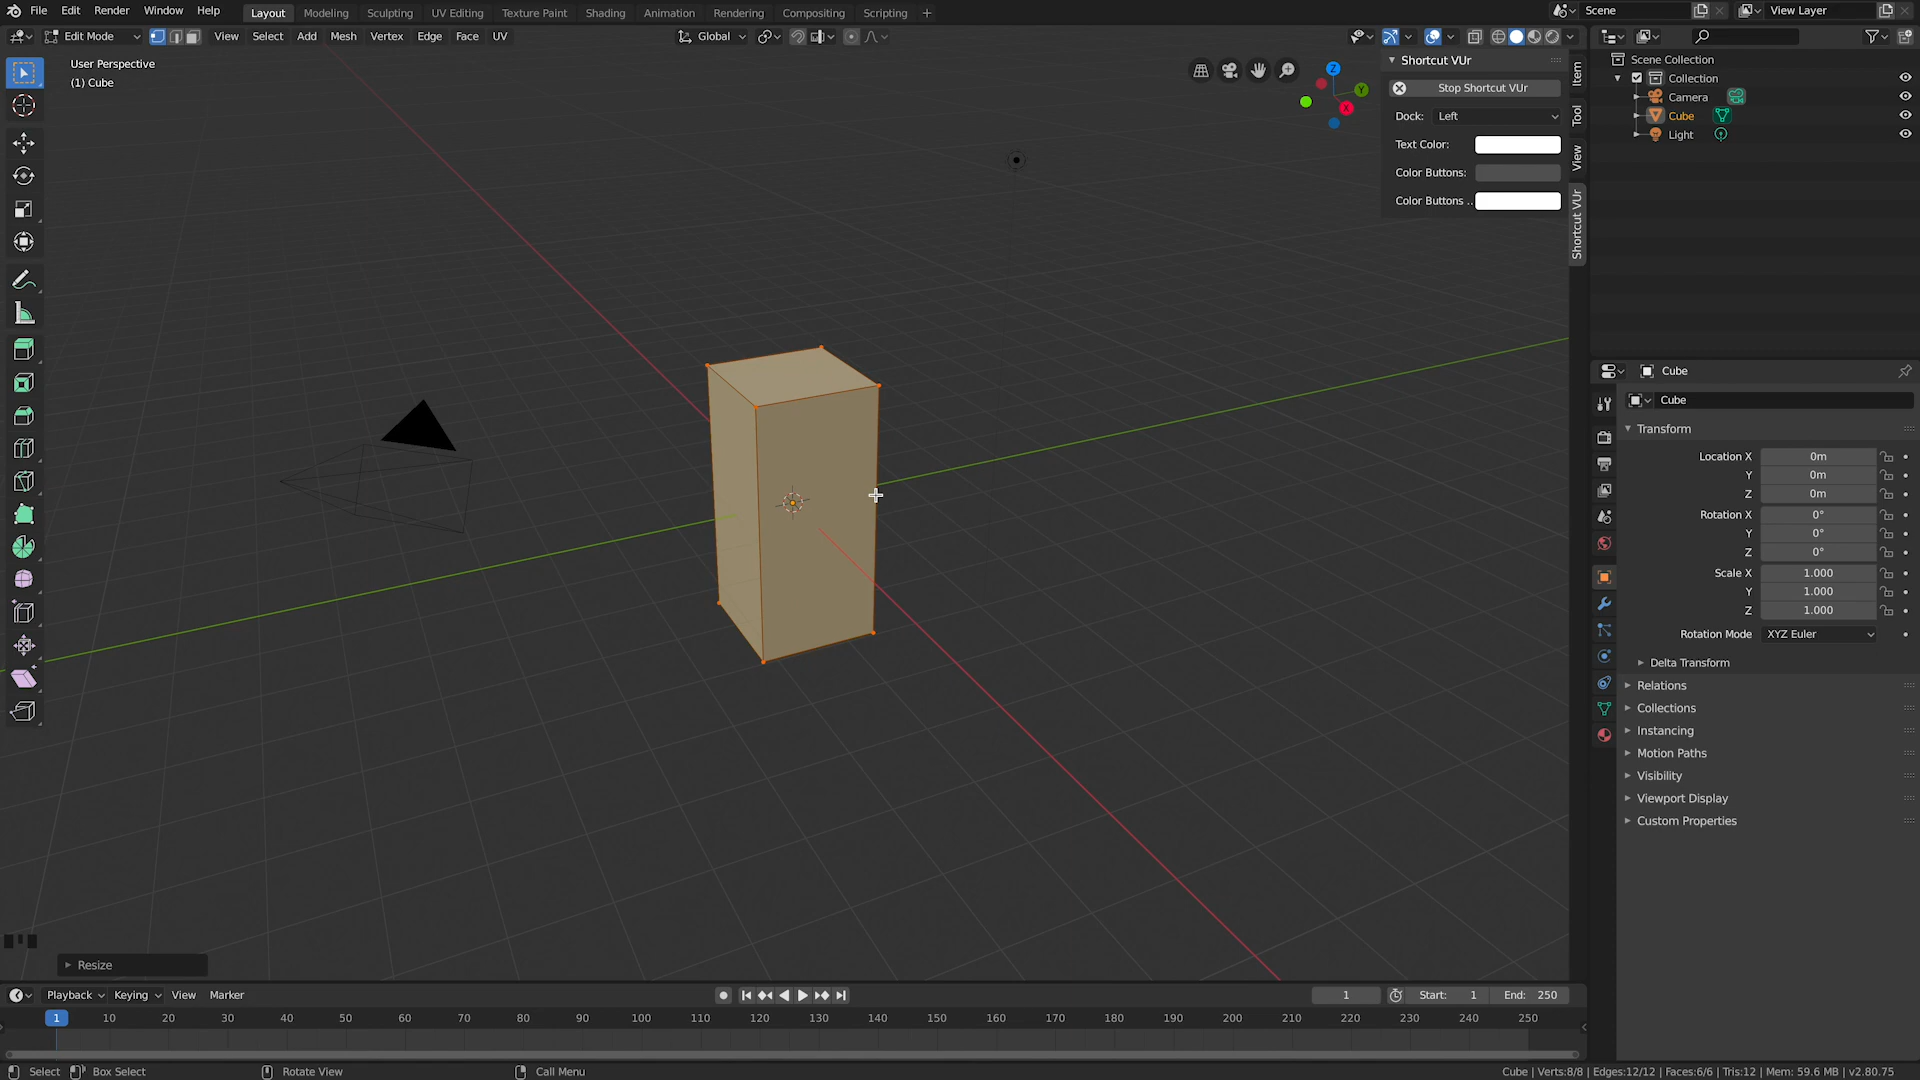 File Edit Render Window Help Layout Modeling Sculpting UV Editing Texture Paint Shading Animation Rendering Compositing Scripting + Scene View Layer
Edit Mode View Select Add Mesh Vertex Edge Face UV Global
User Perspective
(1) Cube
Z
Y
X
Shortcut VUr
Stop Shortcut VUr
Dock: Left
Text Color:
Color Buttons:
Color Buttons ..
Item
Tool
View
Shortcut VUr
Scene Collection
Collection
Camera
Cube
Light
Cube
Cube
Transform
Location X 0m
Y 0m
Z 0m
Rotation X 0°
Y 0°
Z 0°
Scale X 1.000
Y 1.000
Z 1.000
Rotation Mode XYZ Euler
Delta Transform
Relations
Collections
Instancing
Motion Paths
Visibility
Viewport Display
Custom Properties
Resize
Playback Keying View Marker 1 Start: 1 End: 250
1 10 20 30 40 50 60 70 80 90 100 110 120 130 140 150 160 170 180 190 200 210 220 230 240 250
Select Box Select Rotate View Call Menu Cube | Verts:8/8 | Edges:12/12 | Faces:6/6 | Tris:12 | Mem: 59.6 MB | v2.80.75